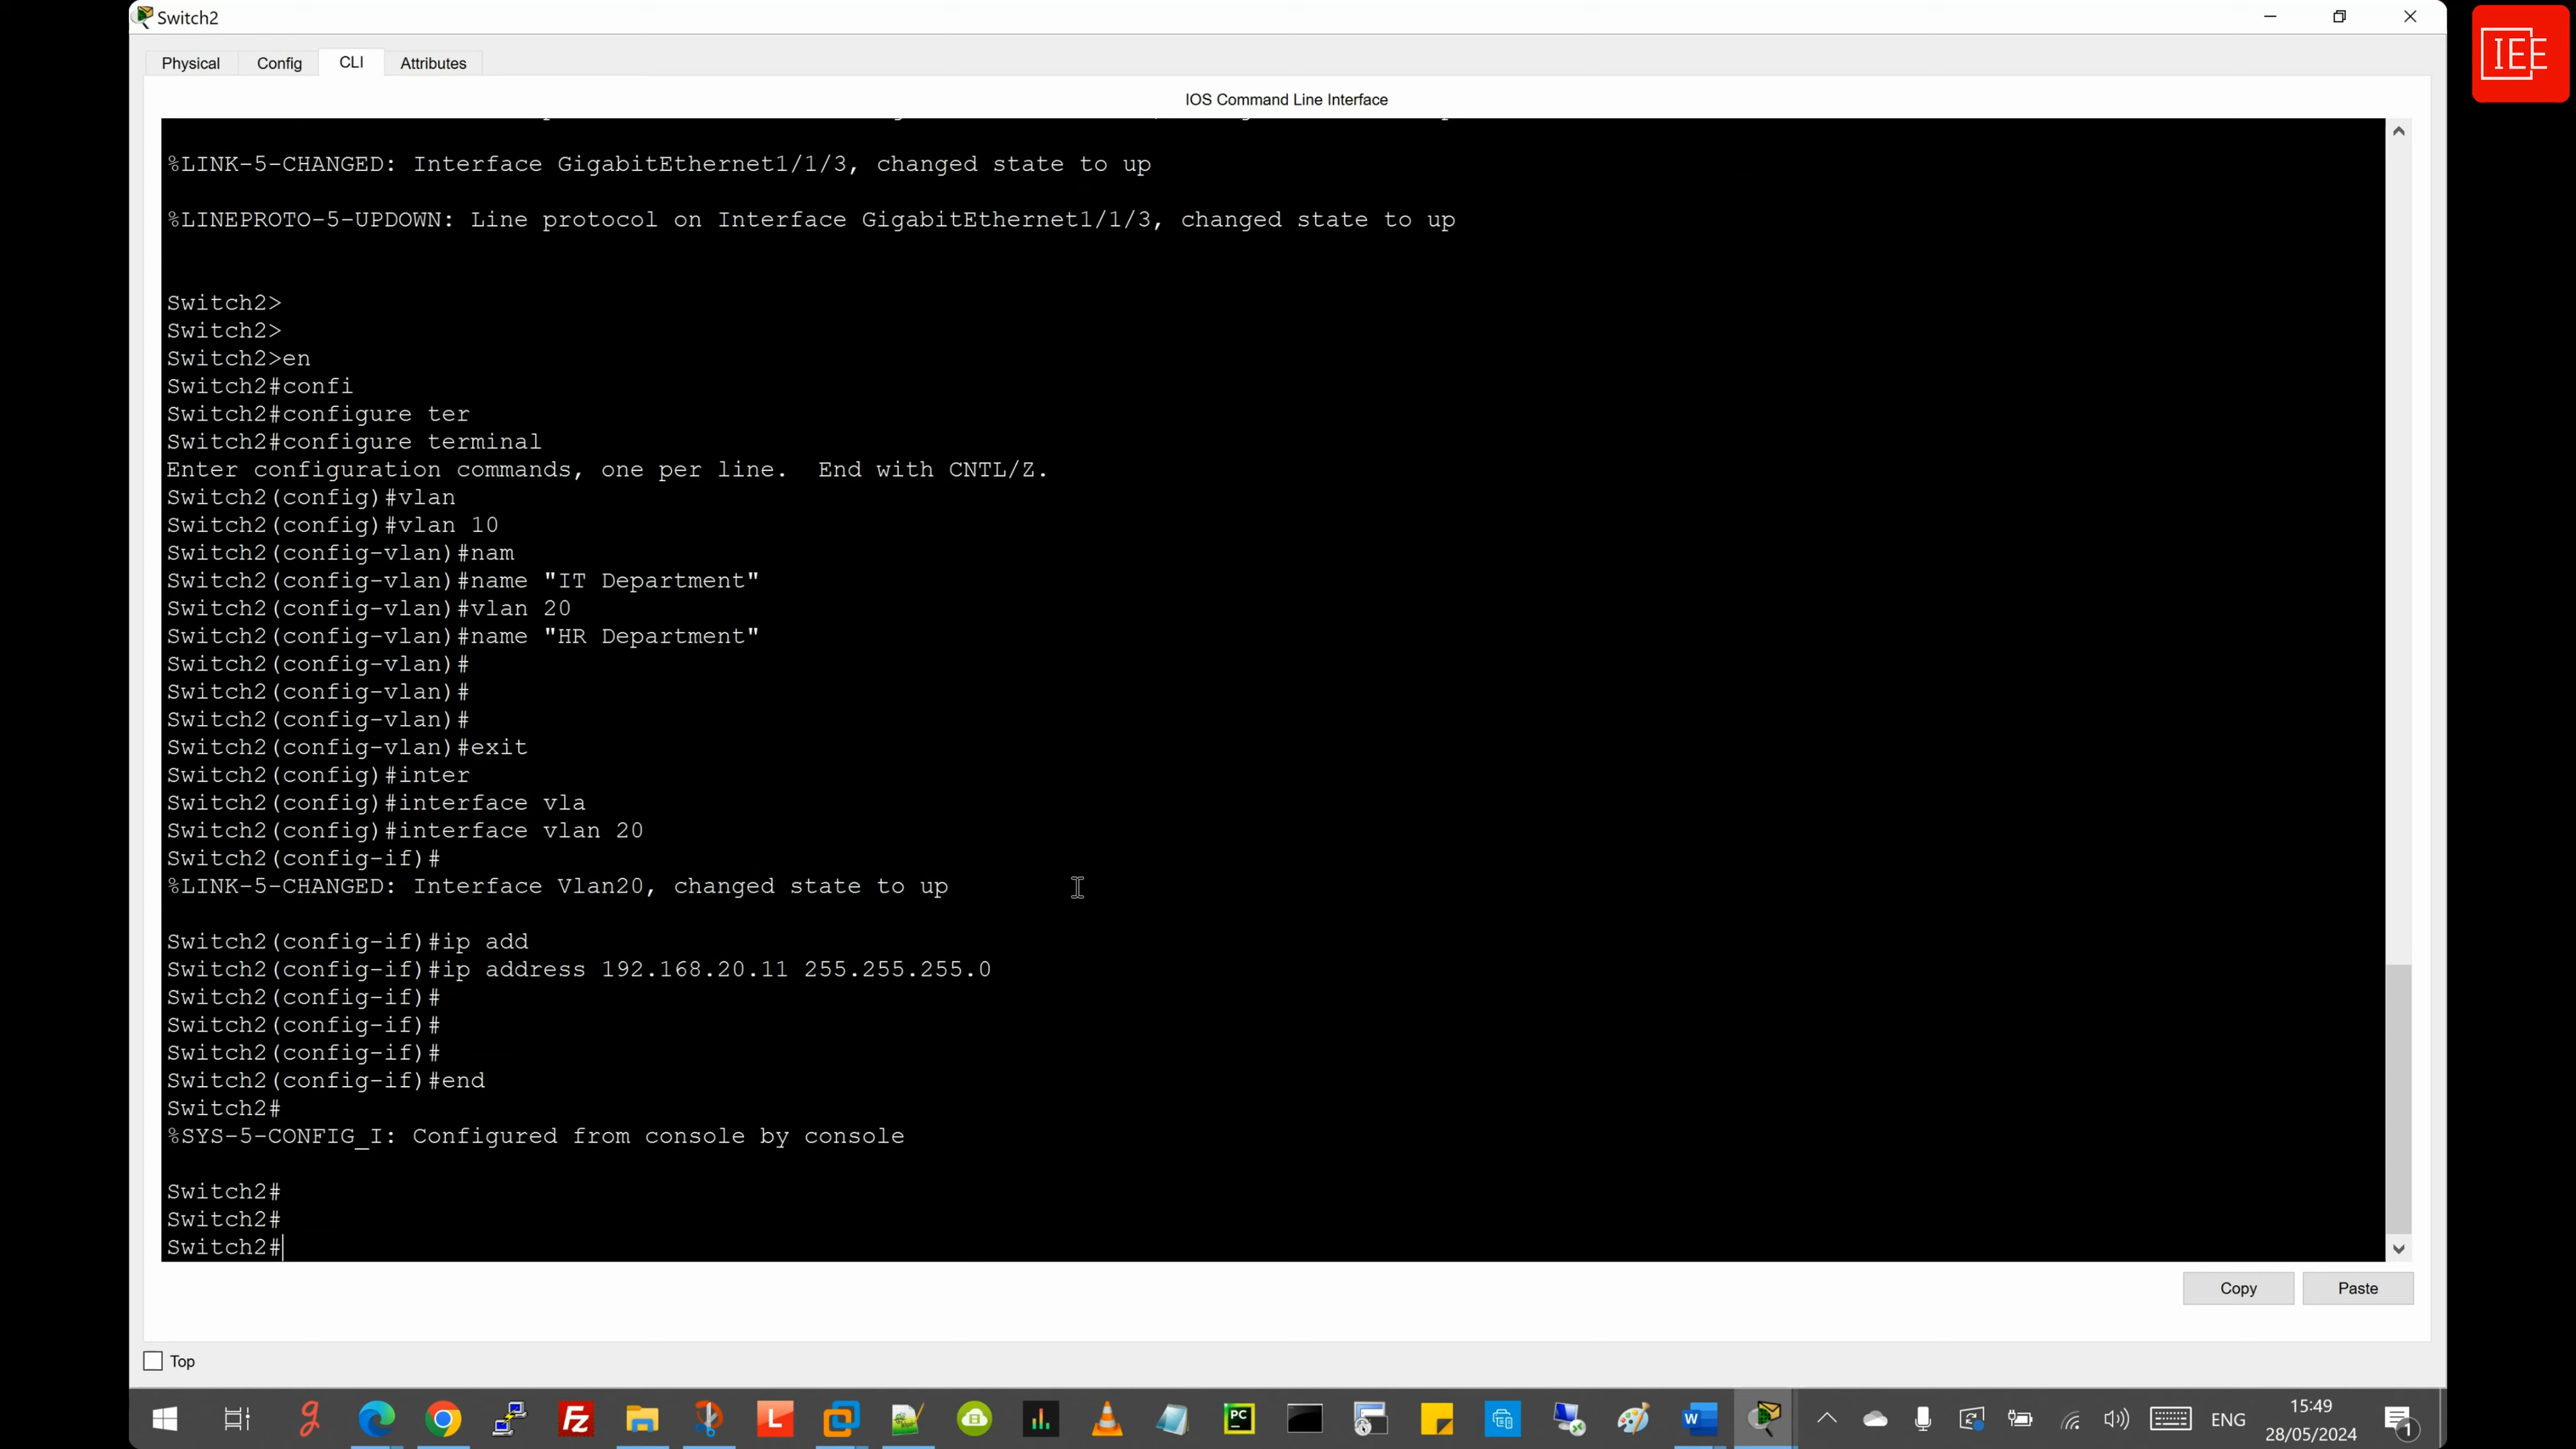 Switch2
Physical Config CLI Attributes
IOS Command Line Interface
%LINK-5-CHANGED: Interface GigabitEthernet1/1/3, changed state to up
%LINEPROTO-5-UPDOWN: Line protocol on Interface GigabitEthernet1/1/3, changed state to up
Switch2>
Switch2>
Switch2>en
Switch2#confi
Switch2#configure ter
Switch2#configure terminal
Enter configuration commands, one per line.  End with CNTL/Z.
Switch2(config)#vlan
Switch2(config)#vlan 10
Switch2(config-vlan)#nam
Switch2(config-vlan)#name "IT Department"
Switch2(config-vlan)#vlan 20
Switch2(config-vlan)#name "HR Department"
Switch2(config-vlan)#
Switch2(config-vlan)#
Switch2(config-vlan)#
Switch2(config-vlan)#exit
Switch2(config)#inter
Switch2(config)#interface vla
Switch2(config)#interface vlan 20
Switch2(config-if)#
%LINK-5-CHANGED: Interface Vlan20, changed state to up
Switch2(config-if)#ip add
Switch2(config-if)#ip address 192.168.20.11 255.255.255.0
Switch2(config-if)#
Switch2(config-if)#
Switch2(config-if)#
Switch2(config-if)#end
Switch2#
%SYS-5-CONFIG_I: Configured from console by console
Switch2#
Switch2#
Switch2#
Copy Paste
Top
ENG
15:49
28/05/2024
IEE